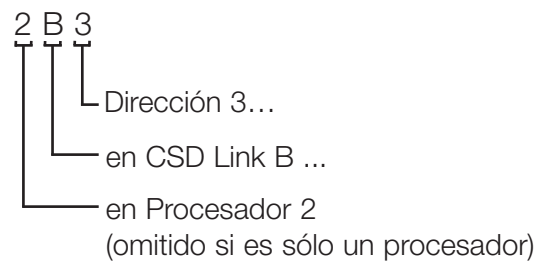 2 B 3
Dirección 3…
en CSD Link B ...
en Procesador 2
(omitido si es sólo un procesador)